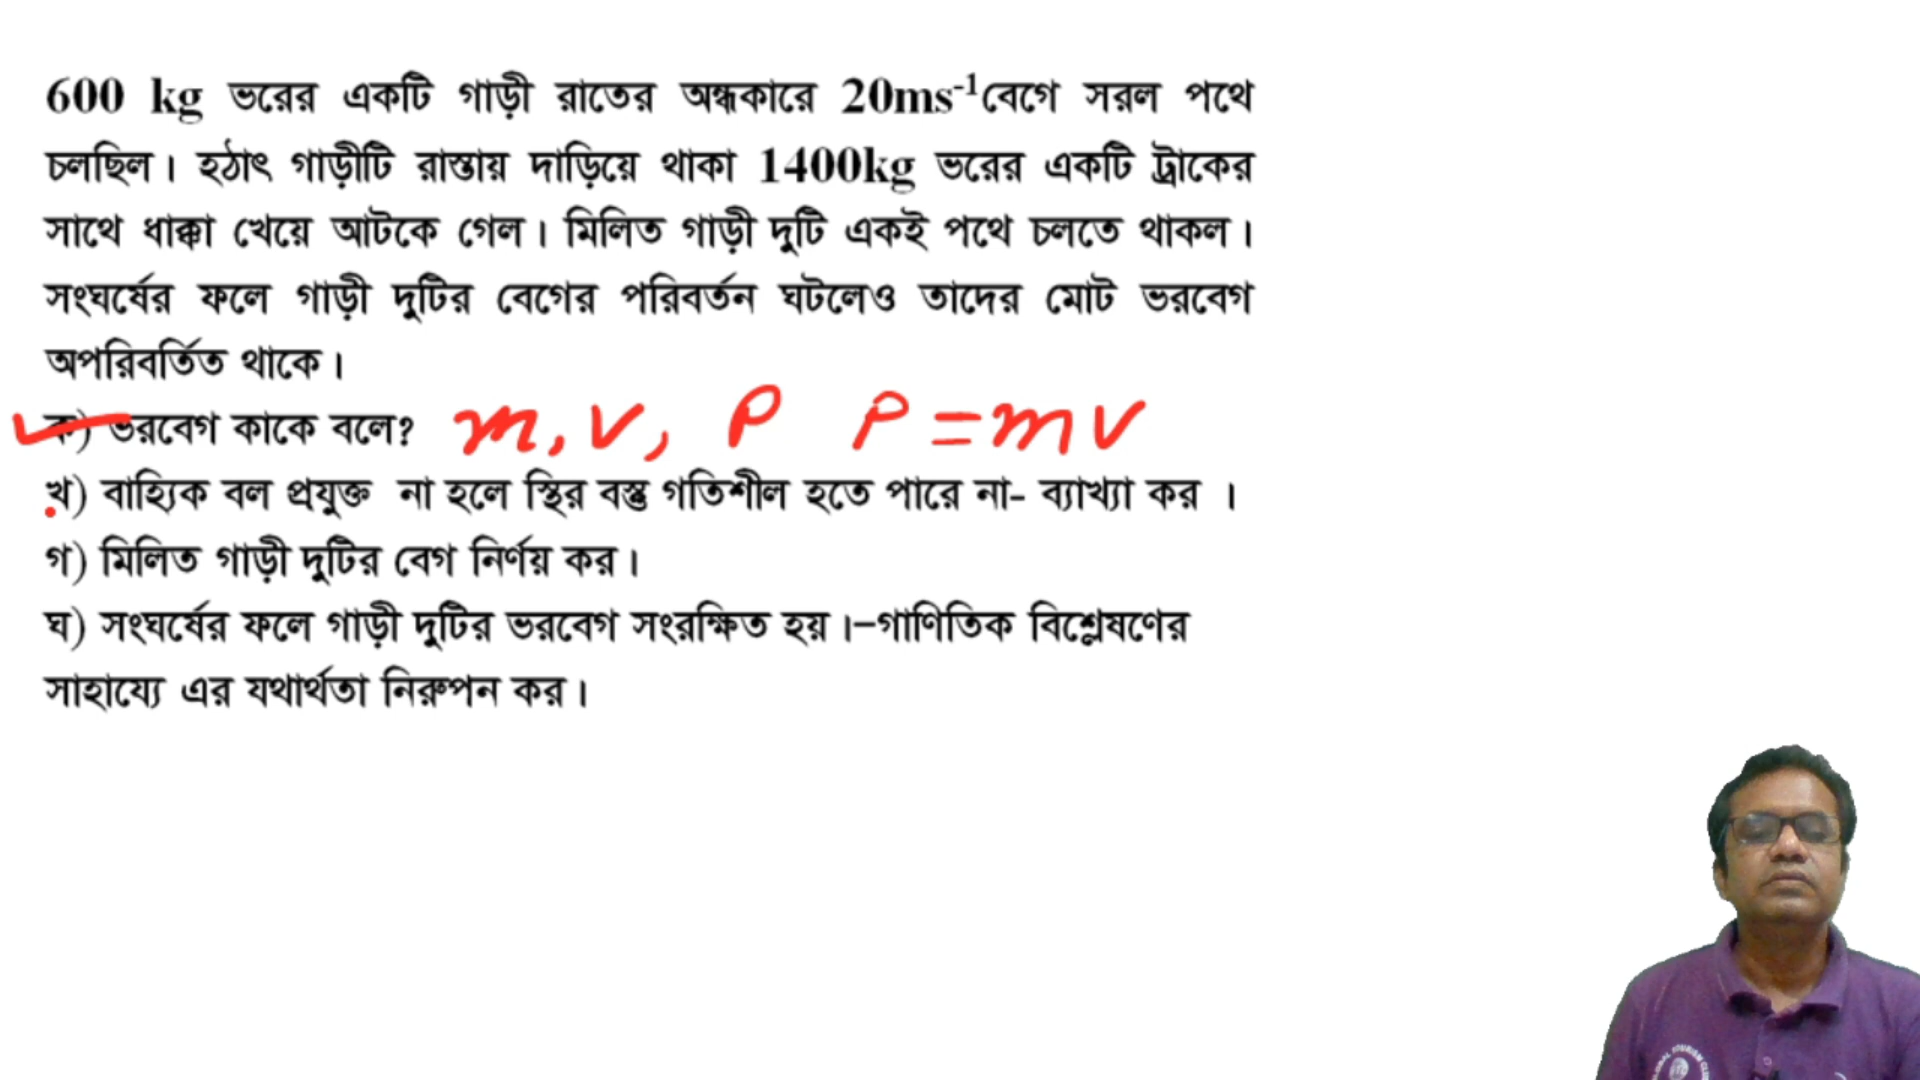 600 kg ভরের একটি গাড়ী রাতের অন্ধকারে 20ms-1বেগে সরল পথে
চলছিল। হঠাৎ গাড়ীটি রাস্তায় দাড়িয়ে থাকা 1400kg ভরের একটি ট্রাকের
সাথে ধাক্কা খেয়ে আটকে গেল। মিলিত গাড়ী দুটি একই পথে চলতে থাকল।
সংঘর্ষের ফলে গাড়ী দুটির বেগের পরিবর্তন ঘটলেও তাদের মোট ভরবেগ
অপরিবর্তিত থাকে।
ক) ভরবেগ কাকে বলে? m, v, P P = mv
খ) বাহ্যিক বল প্রযুক্ত না হলে স্থির বস্তু গতিশীল হতে পারে না- ব্যাখ্যা কর ।
গ) মিলিত গাড়ী দুটির বেগ নির্ণয় কর।
ঘ) সংঘর্ষের ফলে গাড়ী দুটির ভরবেগ সংরক্ষিত হয়।–গাণিতিক বিশ্লেষণের
সাহায্যে এর যথার্থতা নিরুপন কর।